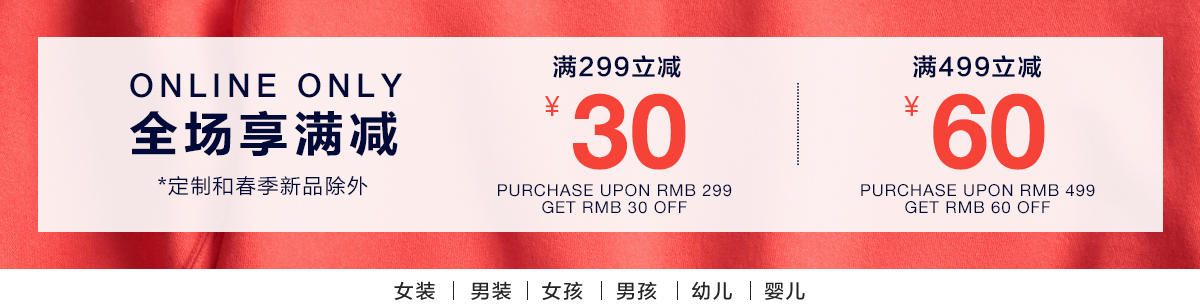 ONLINE ONLY
全场享满减
*定制和春季新品除外
满299立减
¥30
PURCHASE UPON RMB 299
GET RMB 30 OFF
满499立减
¥60
PURCHASE UPON RMB 499
GET RMB 60 OFF
女装 | 男装 | 女孩 | 男孩 | 幼儿 | 婴儿